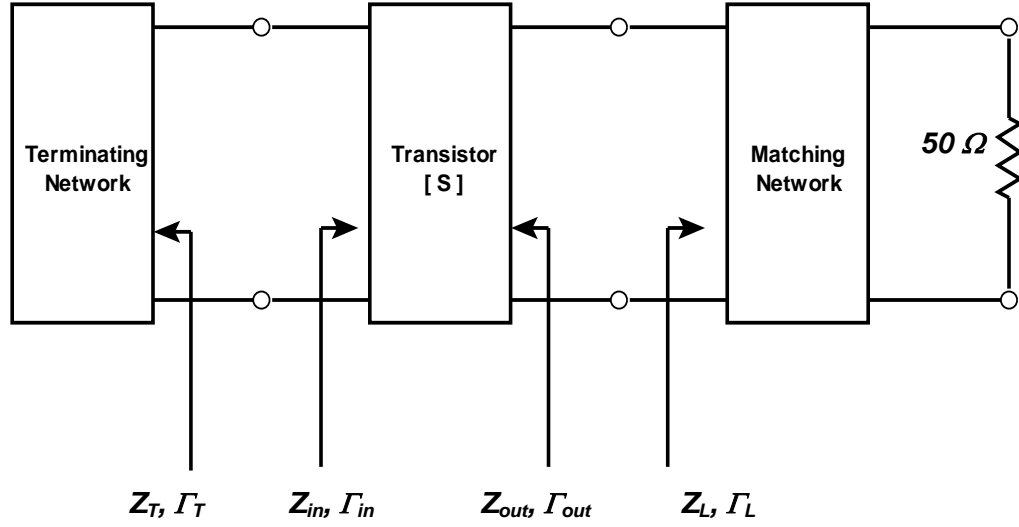 Terminating
Network
Transistor
[ S ]
Matching
Network
50 Ω
Z_T, Γ_T
Z_in, Γ_in
Z_out, Γ_out
Z_L, Γ_L